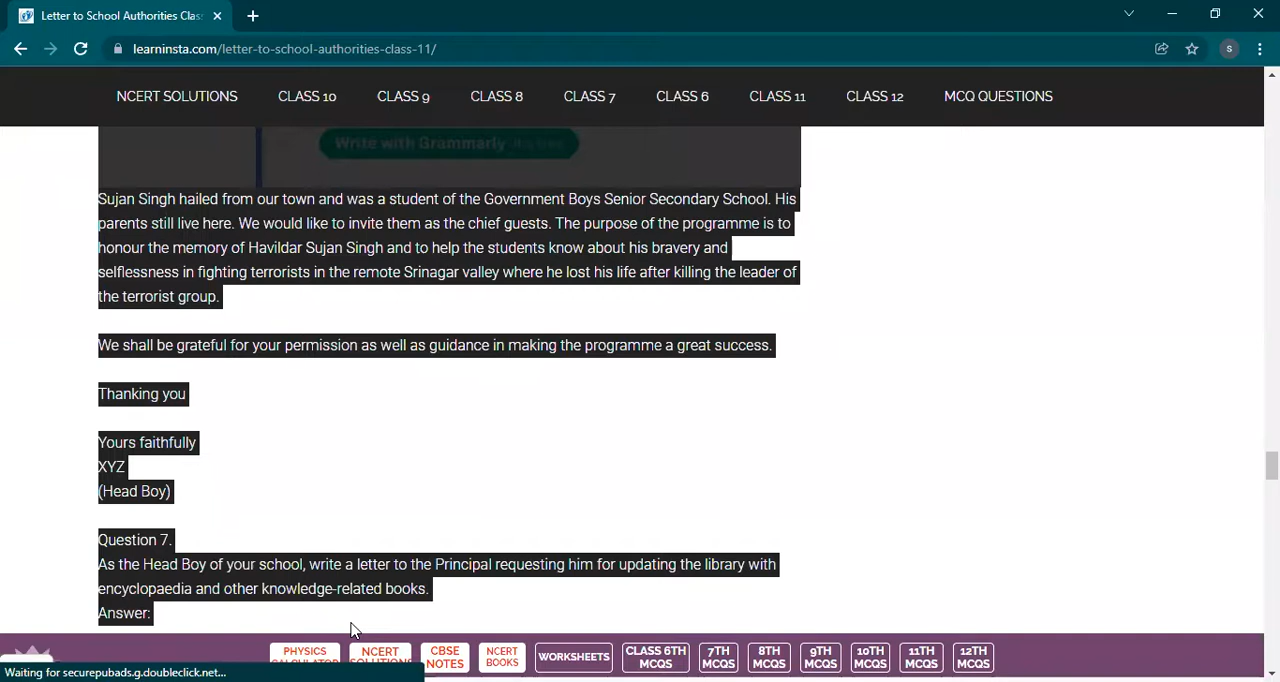 Letter to School Authorities Clas
learninsta.com/letter-to-school-authorities-class-11/
S
NCERT SOLUTIONS CLASS 10 CLASS 9 CLASS 8 CLASS 7 CLASS 6 CLASS 11 CLASS 12 MCQ QUESTIONS
Write with Grammarly
Sujan Singh hailed from our town and was a student of the Government Boys Senior Secondary School. His
parents still live here. We would like to invite them as the chief guests. The purpose of the programme is to
honour the memory of Havildar Sujan Singh and to help the students know about his bravery and
selflessness in fighting terrorists in the remote Srinagar valley where he lost his life after killing the leader of
the terrorist group.
We shall be grateful for your permission as well as guidance in making the programme a great success.
Thanking you
Yours faithfully
XYZ
(Head Boy)
Question 7.
As the Head Boy of your school, write a letter to the Principal requesting him for updating the library with
encyclopaedia and other knowledge-related books.
Answer:
PHYSICS CALCULATOR NCERT SOLUTIONS CBSE NOTES NCERT BOOKS WORKSHEETS CLASS 6TH MCQS 7TH MCQS 8TH MCQS 9TH MCQS 10TH MCQS 11TH MCQS 12TH MCQS
Waiting for securepubads.g.doubleclick.net...